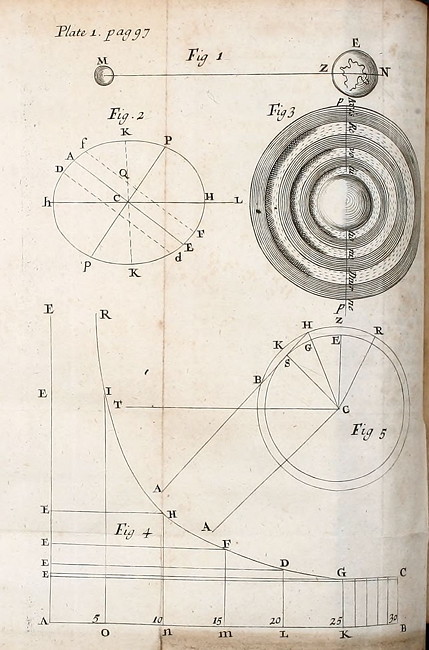 Plate 1. pag 97
Fig 1
M
E
Z
N
Fig. 2
Fig 3
K
f
P
A
D
Q
C
h
H
L
F
E
p
K
d
P
P
Z
E
R
H
E
R
K
G
S
B
E
I
T
C
Fig 5
A
A
E
H
Fig 4
E
F
E
D
E
G
C
A
5
10
15
20
25
30
B
O
n
m
L
K